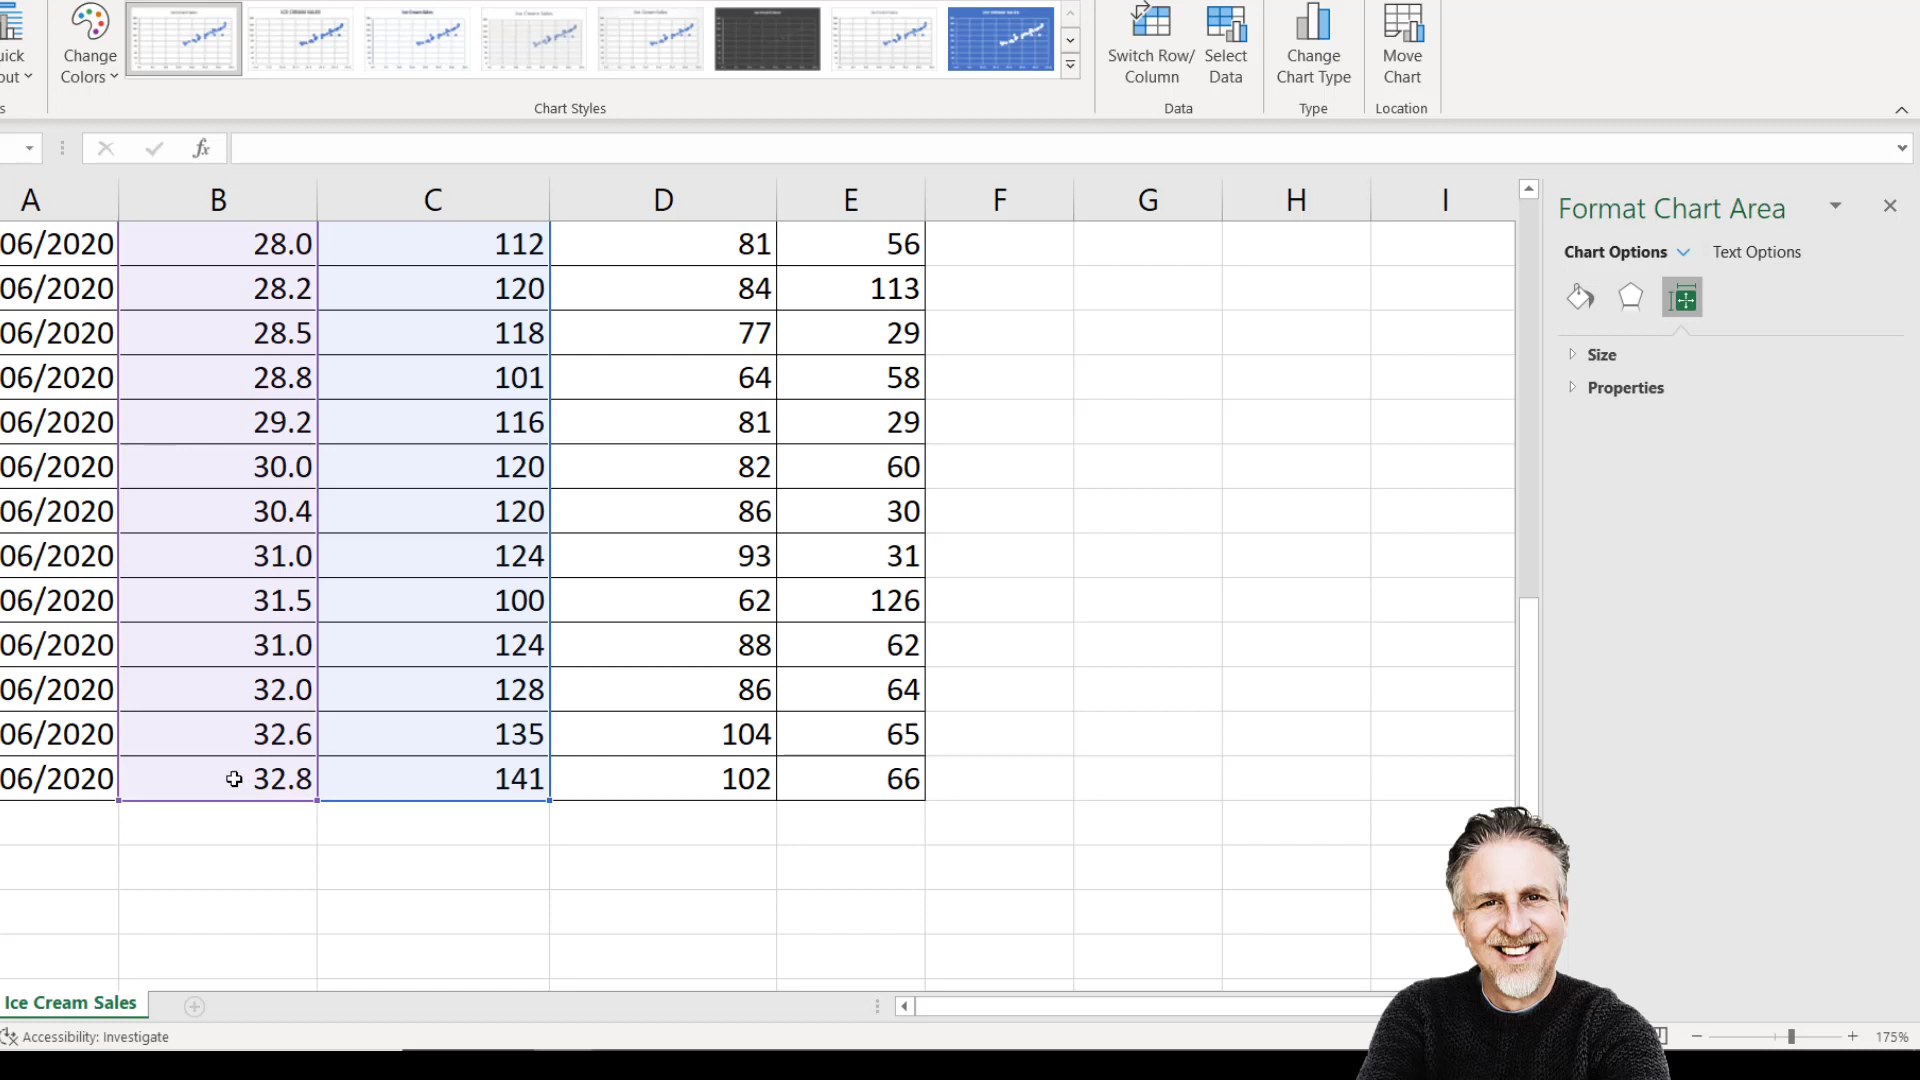 uick
out
Change
Colors
Switch Row/
Column
Select
Data
Change
Chart Type
Move
Chart
s
Chart Styles
Data
Type
Location
fx
A B C D E F G H I
Format Chart Area
Chart Options
Text Options
Size
Properties
06/2020 28.0 112 81 56
06/2020 28.2 120 84 113
06/2020 28.5 118 77 29
06/2020 28.8 101 64 58
06/2020 29.2 116 81 29
06/2020 30.0 120 82 60
06/2020 30.4 120 86 30
06/2020 31.0 124 93 31
06/2020 31.5 100 62 126
06/2020 31.0 124 88 62
06/2020 32.0 128 86 64
06/2020 32.6 135 104 65
06/2020 32.8 141 102 66
Ice Cream Sales
Accessibility: Investigate
175%